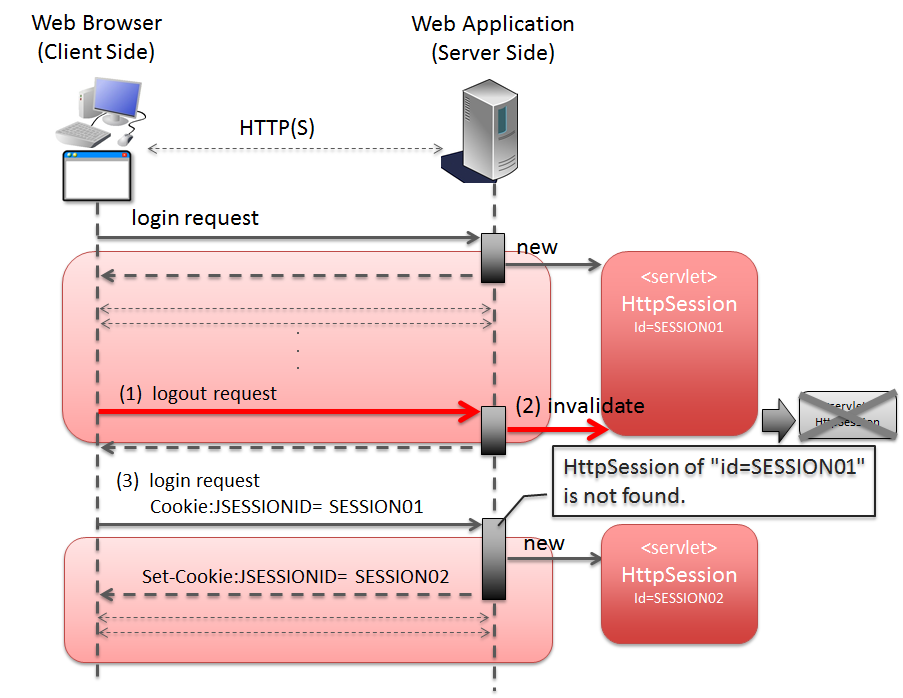 Web Browser
(Client Side)
Web Application
(Server Side)
HTTP(S)
login request
new
<servlet>
HttpSession
Id=SESSION01
.
.
.
(1) logout request
(2) invalidate
<servlet>
HttpSession
HttpSession of "id=SESSION01"
is not found.
(3) login request
Cookie:JSESSIONID= SESSION01
new
<servlet>
HttpSession
Id=SESSION02
Set-Cookie:JSESSIONID= SESSION02